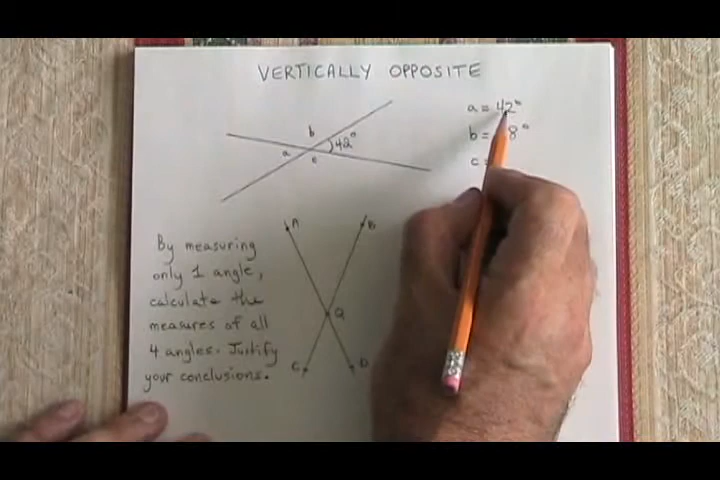 VERTICALLY OPPOSITE
b
a
42°
c
a = 42°
b = 8°
c =
A
B
Q
C
D
By measuring
only 1 angle,
calculate the
measures of all
4 angles. Justify
your conclusions.